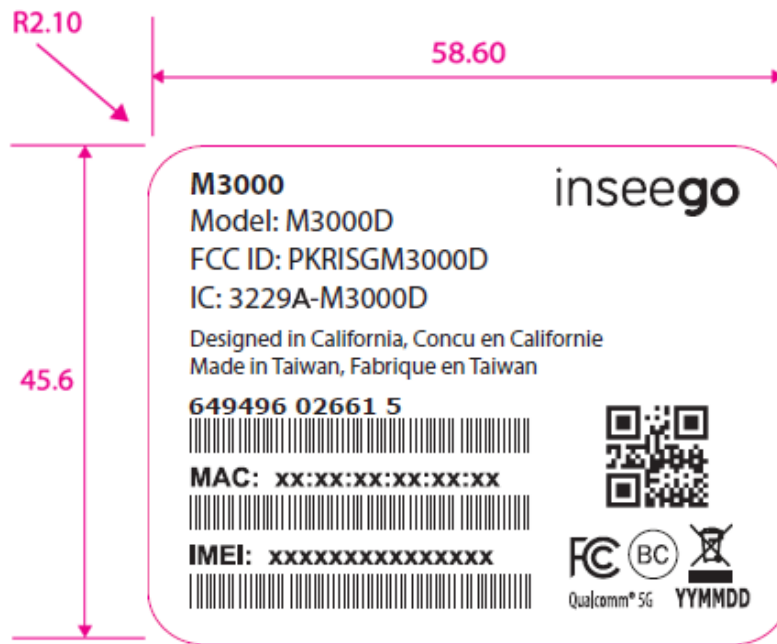 R2.10
58.60
45.6
M3000
inseego
Model: M3000D
FCC ID: PKRISGM3000D
IC: 3229A-M3000D
Designed in California, Concu en Californie
Made in Taiwan, Fabrique en Taiwan
649496 02661 5
MAC: xx:xx:xx:xx:xx:xx
IMEI: xxxxxxxxxxxxxxx
FC BC
Qualcomm® 5G YYMMDD